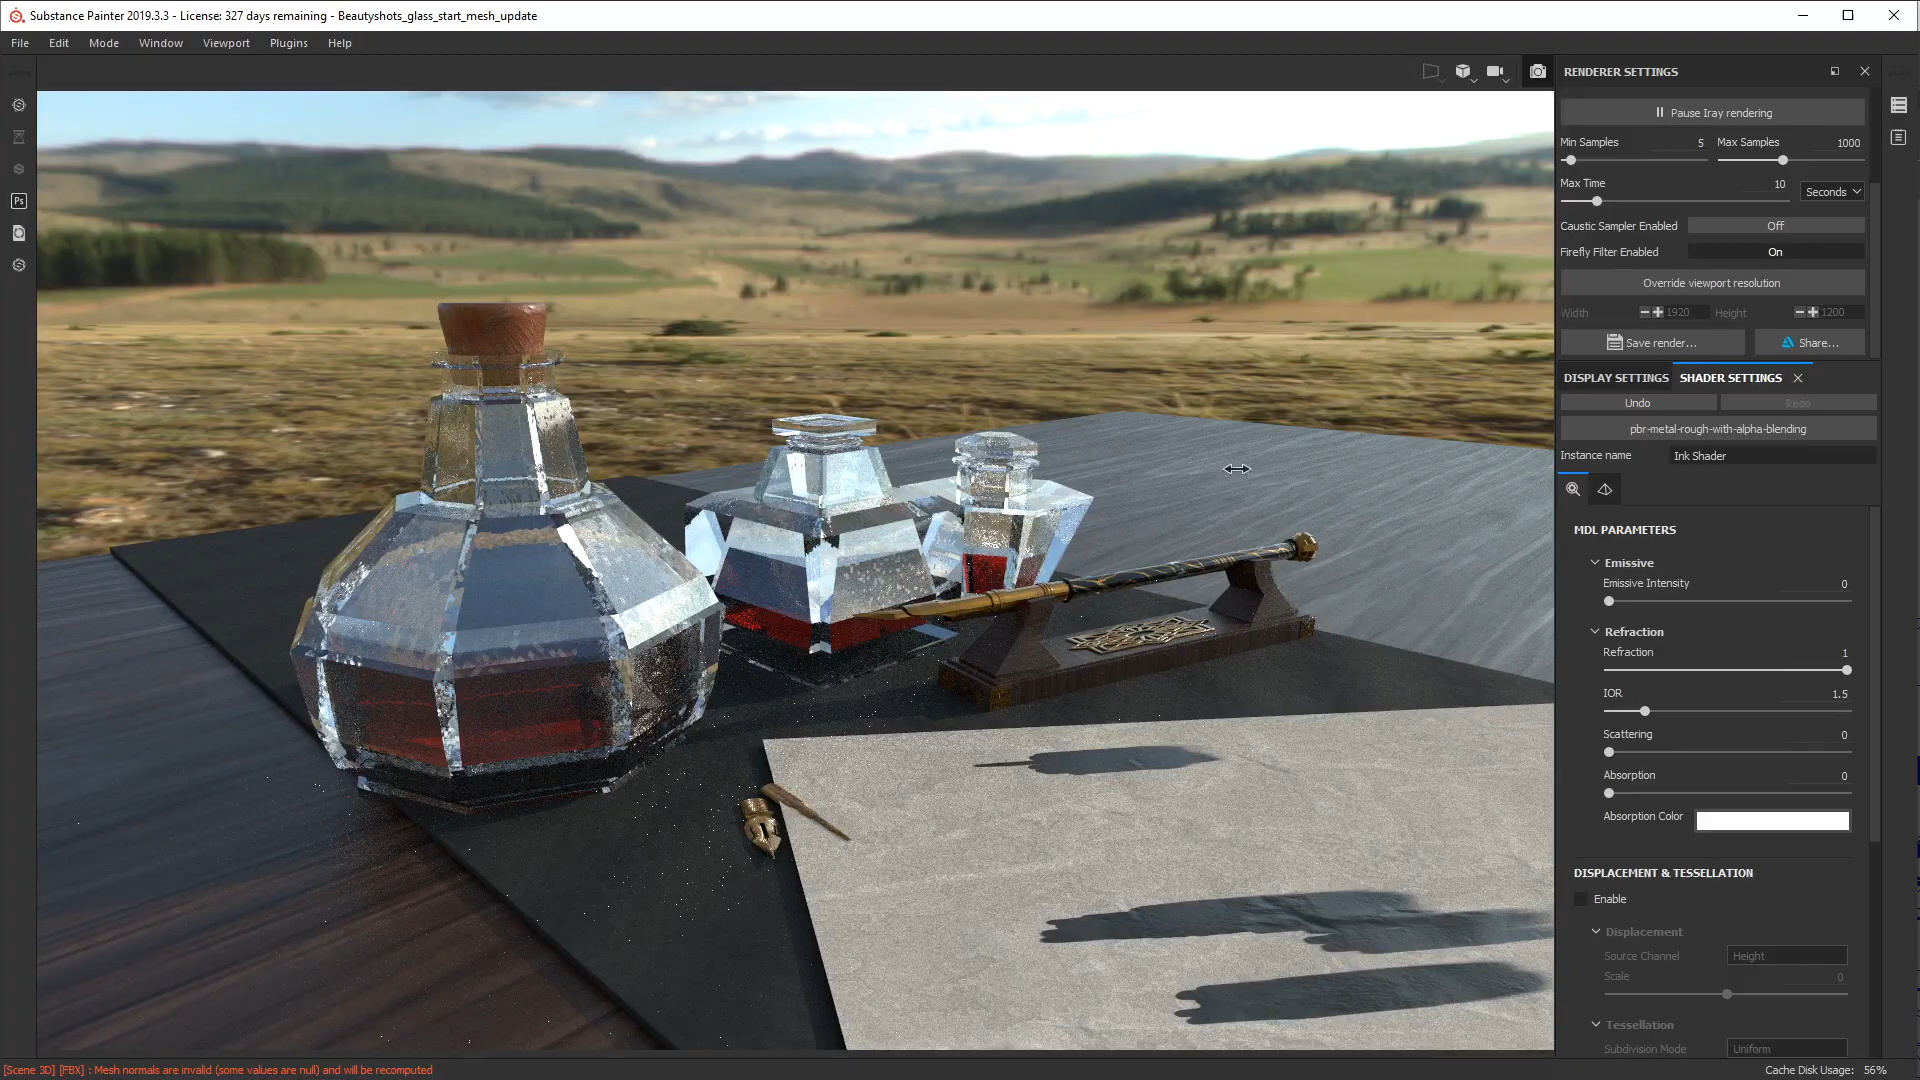 Substance Painter 2019.3.3 - License: 327 days remaining - Beautyshots_glass_start_mesh_update
File Edit Mode Window Viewport Plugins Help
RENDERER SETTINGS
Pause Iray rendering
Min Samples 5 Max Samples 1000
Max Time 10 Seconds
Caustic Sampler Enabled Off
Firefly Filter Enabled On
Override viewport resolution
Width 1920 Height 1200
Save render... Share...
DISPLAY SETTINGS SHADER SETTINGS
Undo Redo
pbr-metal-rough-with-alpha-blending
Instance name Ink Shader
MDL PARAMETERS
Emissive
Emissive Intensity 0
Refraction
Refraction 1
IOR 1.5
Scattering 0
Absorption 0
Absorption Color
DISPLACEMENT & TESSELLATION
Enable
Displacement
Source Channel Height
Scale 0
Tessellation
Subdivision Mode Uniform
Ps
[Scene 3D] [FBX] : Mesh normals are invalid (some values are null) and will be recomputed
Cache Disk Usage: 56%